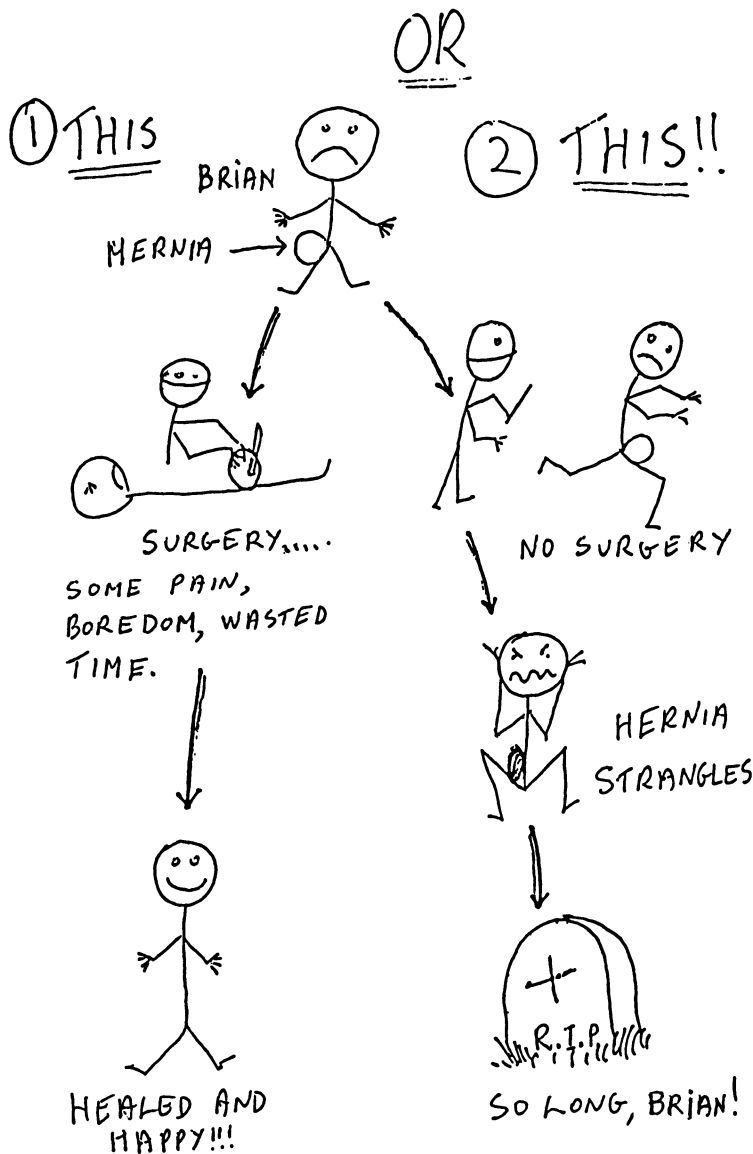 OR
① THIS
② THIS!!
BRIAN
HERNIA
SURGERY.....
SOME PAIN,
BOREDOM, WASTED
TIME.
HEALED AND
HAPPY!!!
NO SURGERY
HERNIA
STRANGLES
R.I.P
SO LONG, BRIAN!